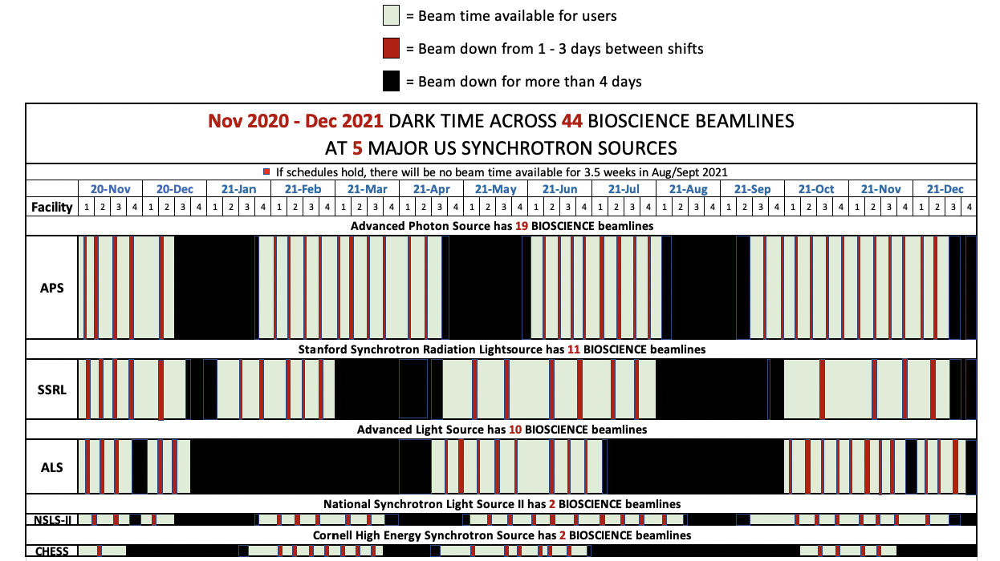 = Beam time available for users
= Beam down from 1 - 3 days between shifts
= Beam down for more than 4 days
Nov 2020 - Dec 2021 DARK TIME ACROSS 44 BIOSCIENCE BEAMLINES
AT 5 MAJOR US SYNCHROTRON SOURCES
If schedules hold, there will be no beam time available for 3.5 weeks in Aug/Sept 2021
20-Nov 20-Dec 21-Jan 21-Feb 21-Mar 21-Apr 21-May 21-Jun 21-Jul 21-Aug 21-Sep 21-Oct 21-Nov 21-Dec
Facility 1 2 3 4 1 2 3 4 1 2 3 4 1 2 3 4 1 2 3 4 1 2 3 4 1 2 3 4 1 2 3 4 1 2 3 4 1 2 3 4 1 2 3 4 1 2 3 4 1 2 3 4 1 2 3 4
Advanced Photon Source has 19 BIOSCIENCE beamlines
APS
Stanford Synchrotron Radiation Lightsource has 11 BIOSCIENCE beamlines
SSRL
Advanced Light Source has 10 BIOSCIENCE beamlines
ALS
National Synchrotron Light Source II has 2 BIOSCIENCE beamlines
NSLS-II
Cornell High Energy Synchrotron Source has 2 BIOSCIENCE beamlines
CHESS